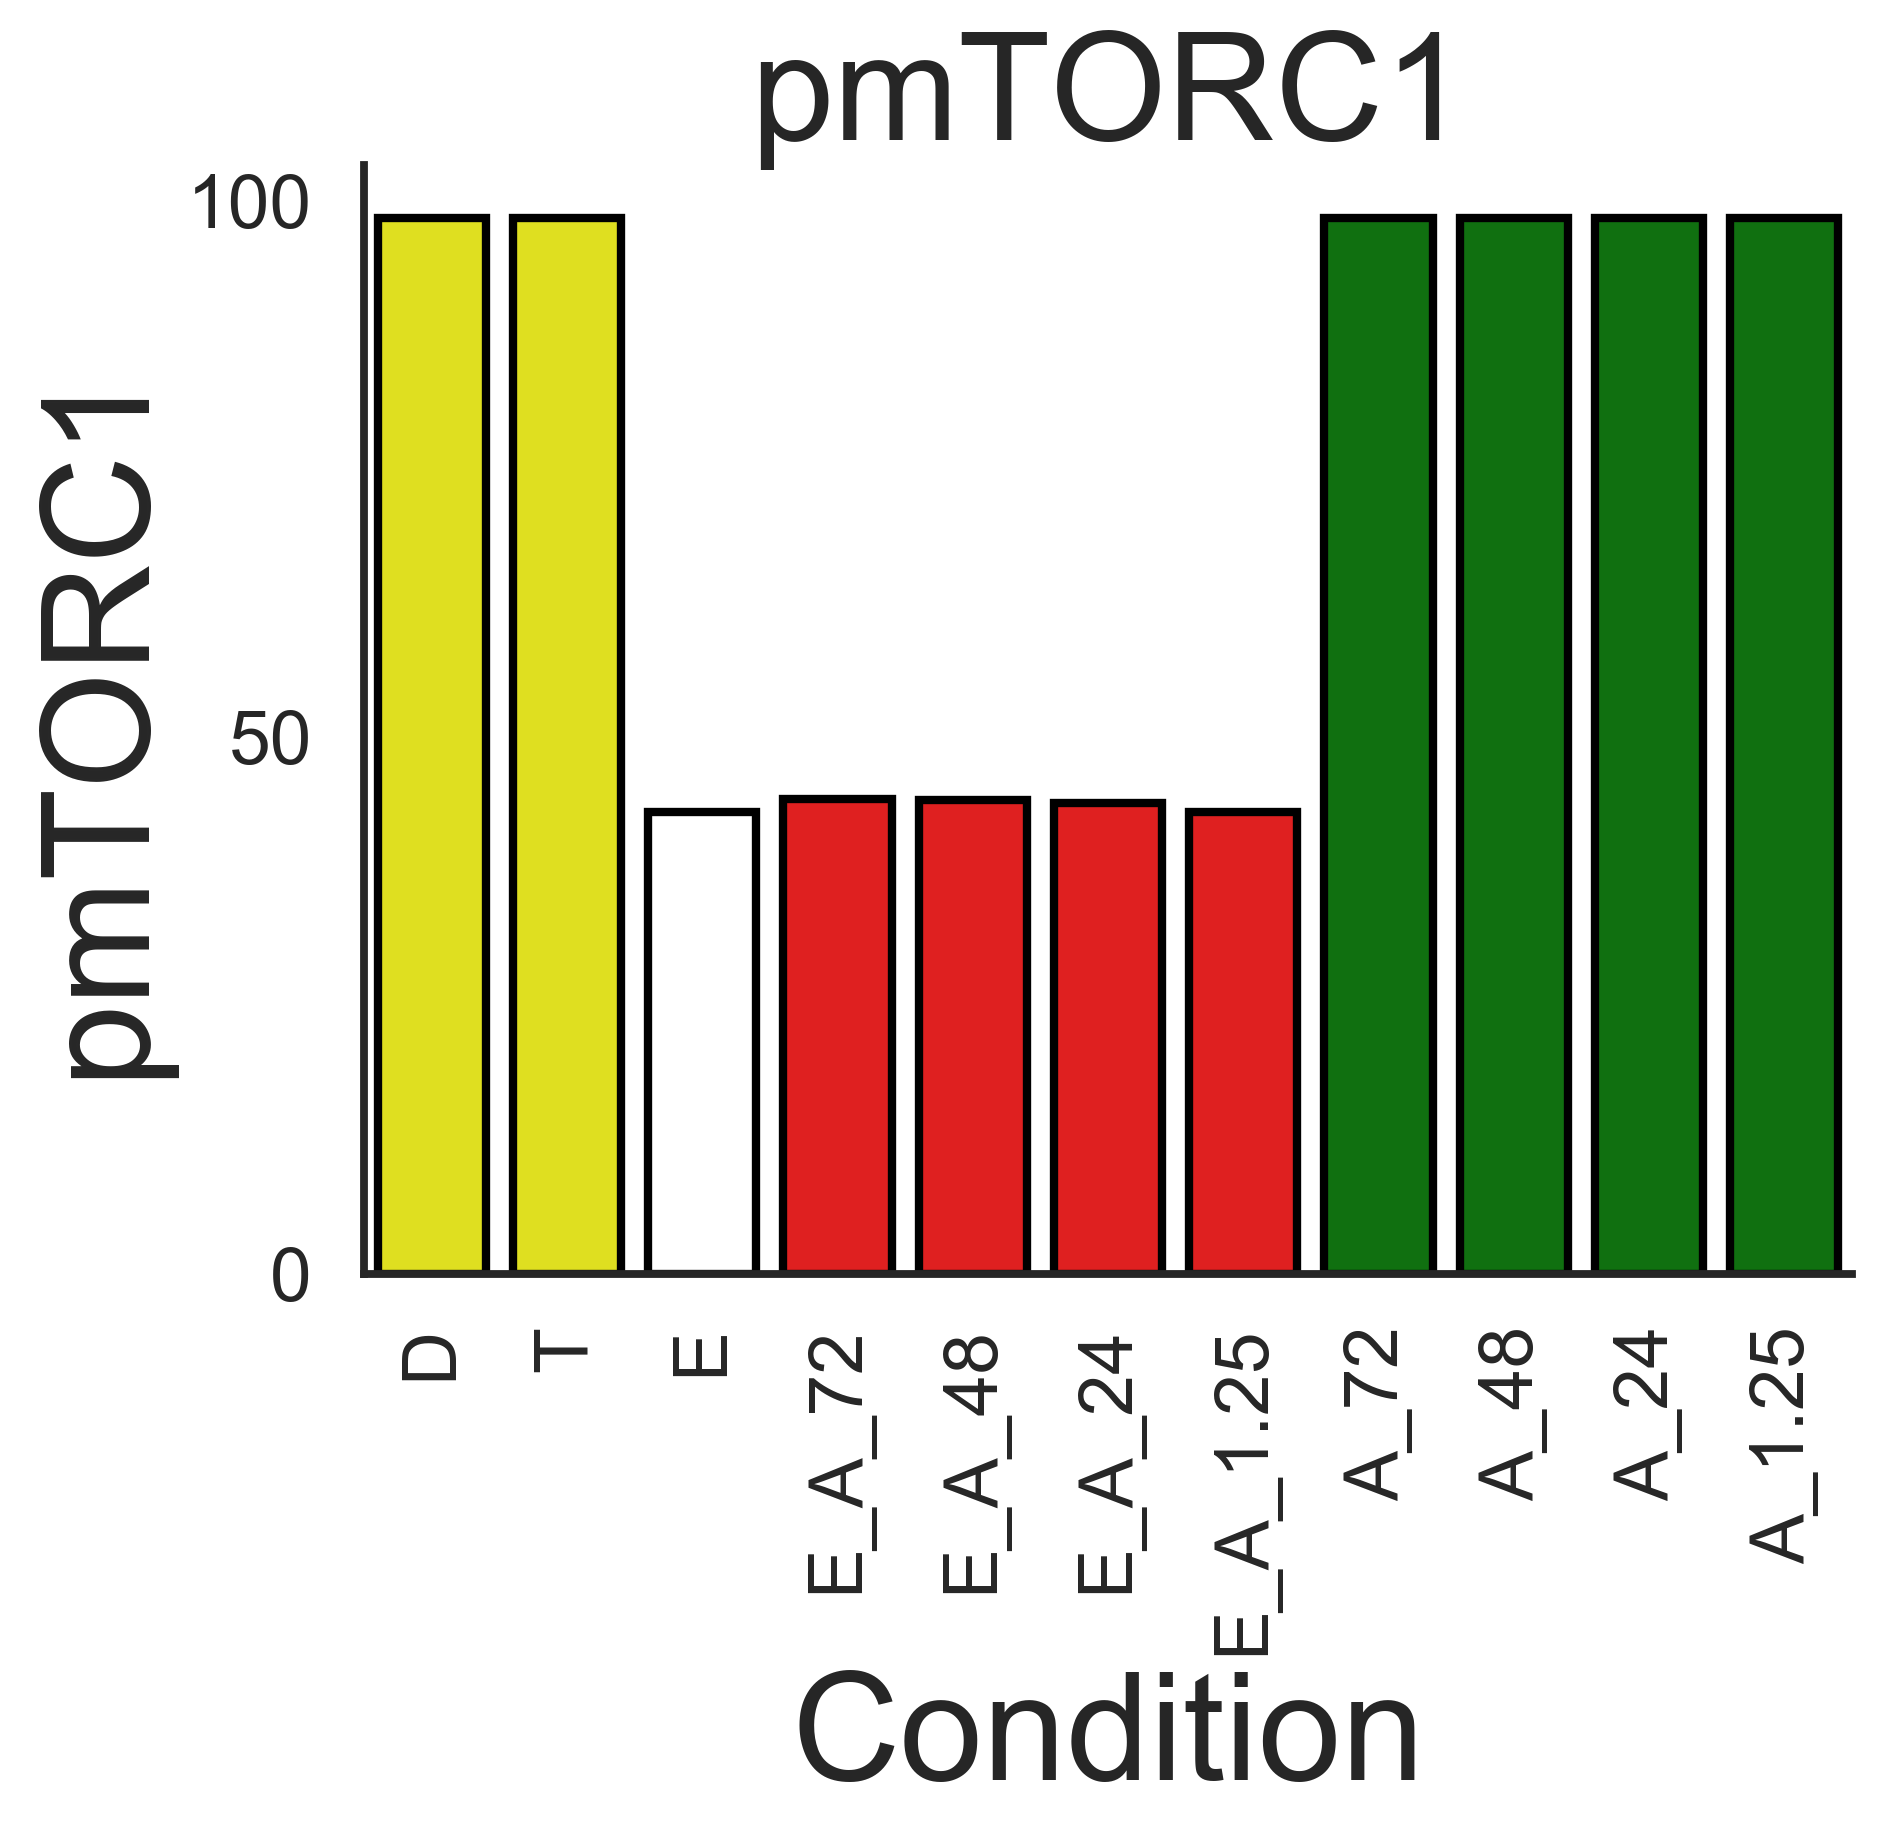 pmTORC1
pmTORC1
100
50
0
D
T
E
E_A_72
E_A_48
E_A_24
E_A_1.25
A_72
A_48
A_24
A_1.25
Condition